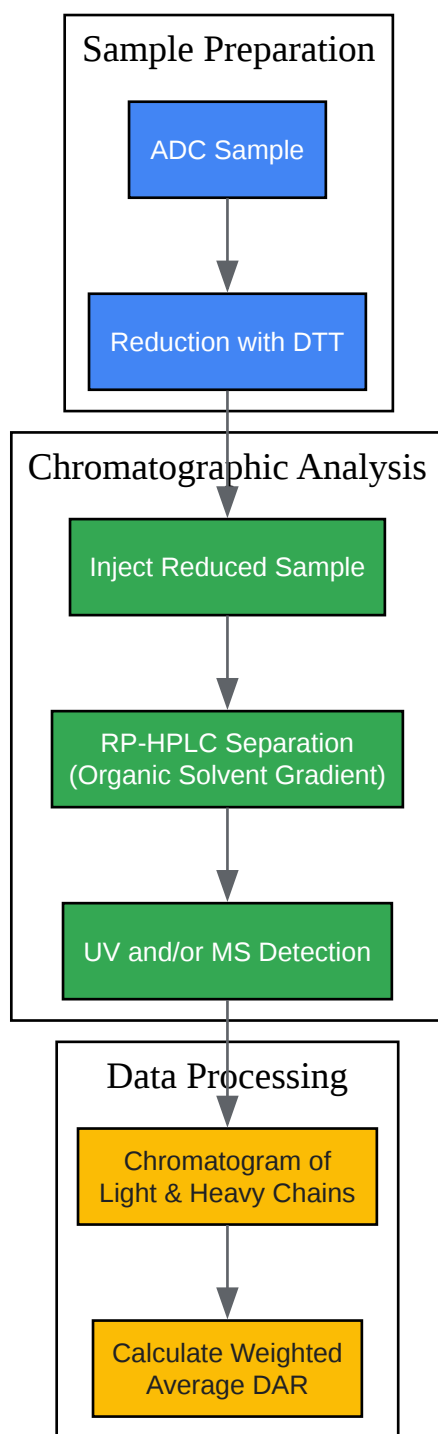 Sample Preparation
ADC Sample
Reduction with DTT
Chromatographic Analysis
Inject Reduced Sample
RP-HPLC Separation
(Organic Solvent Gradient)
UV and/or MS Detection
Data Processing
Chromatogram of
Light & Heavy Chains
Calculate Weighted
Average DAR